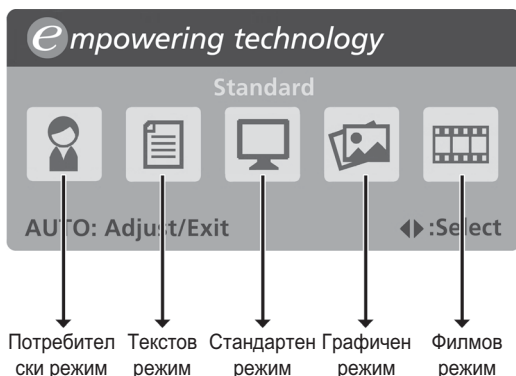 empowering technology
Standard
AUTO: Adjust/Exit :Select
Потребител Текстов Стандартен Графичен Филмов
ски режим режим режим режим режим